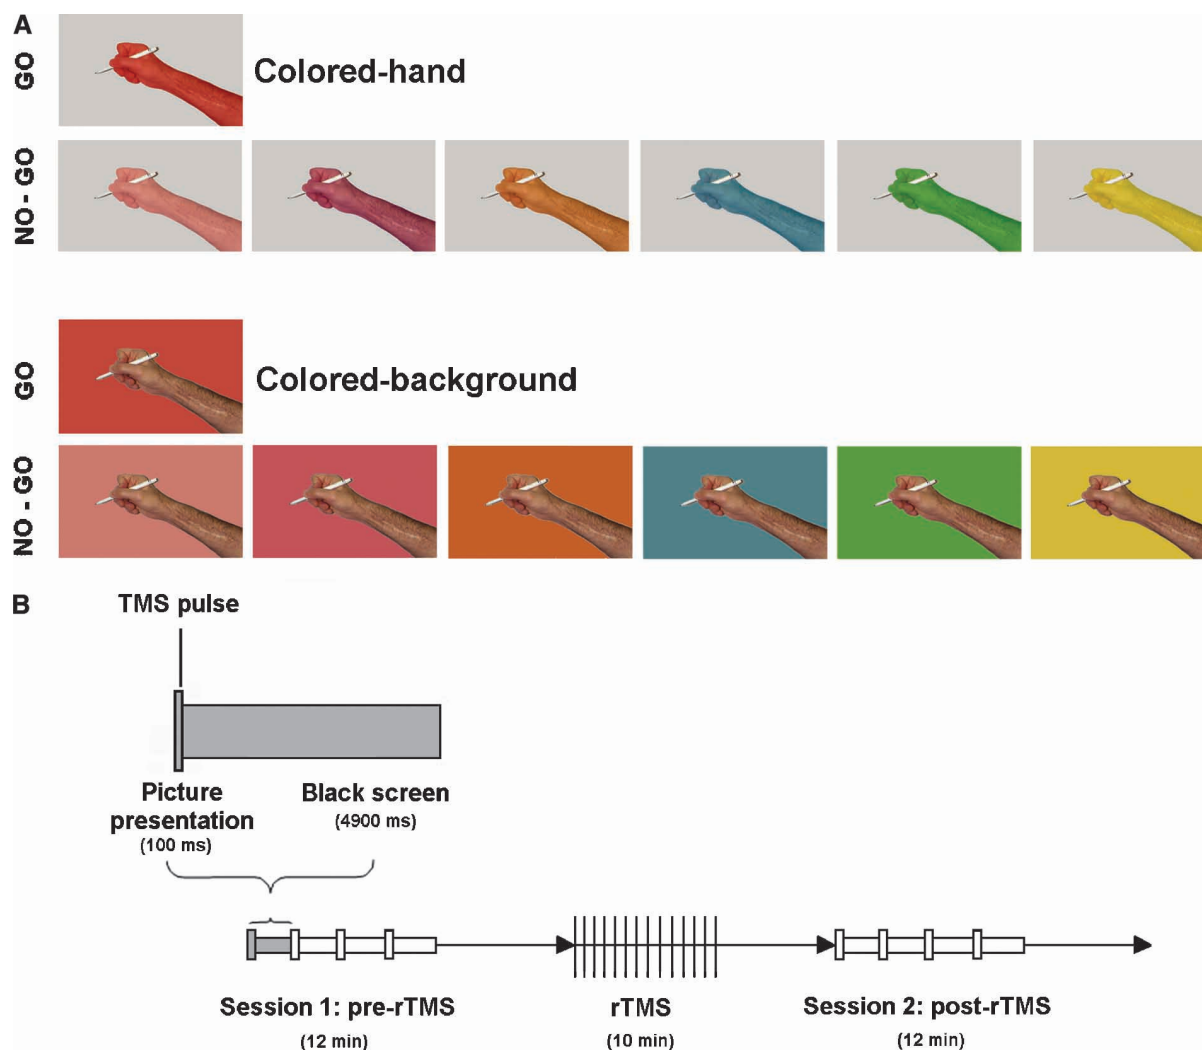 A
GO
Colored-hand
NO - GO
GO
Colored-background
NO - GO
B
TMS pulse
Picture
presentation
(100 ms)
Black screen
(4900 ms)
Session 1: pre-rTMS
(12 min)
rTMS
(10 min)
Session 2: post-rTMS
(12 min)